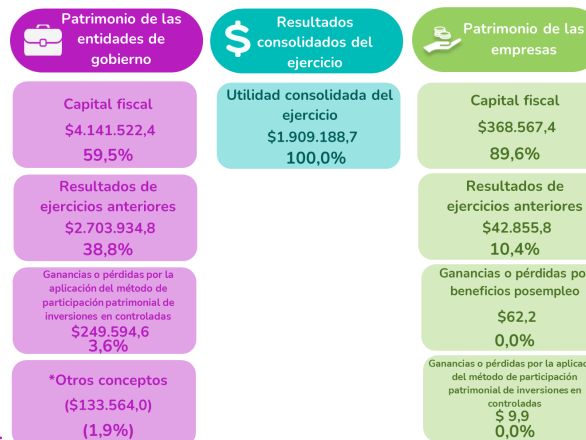 Patrimonio de las
entidades de
gobierno
Capital fiscal
$4.141.522,4
59,5%
Resultados de
ejercicios anteriores
$2.703.934,8
38,8%
Ganancias o pérdidas por la
aplicación del método de
participación patrimonial de
inversiones en controladas
$249.594,6
3,6%
*Otros conceptos
($133.564,0)
(1,9%)
Resultados
consolidados del
ejercicio
Utilidad consolidada del
ejercicio
$1.909.188,7
100,0%
Patrimonio de las
empresas
Capital fiscal
$368.567,4
89,6%
Resultados de
ejercicios anteriores
$42.855,8
10,4%
Ganancias o pérdidas po
beneficios posempleo
$62,2
0,0%
Ganancias o pérdidas por la aplicac
del método de participación
patrimonial de inversiones en
controladas
$ 9,9
0,0%